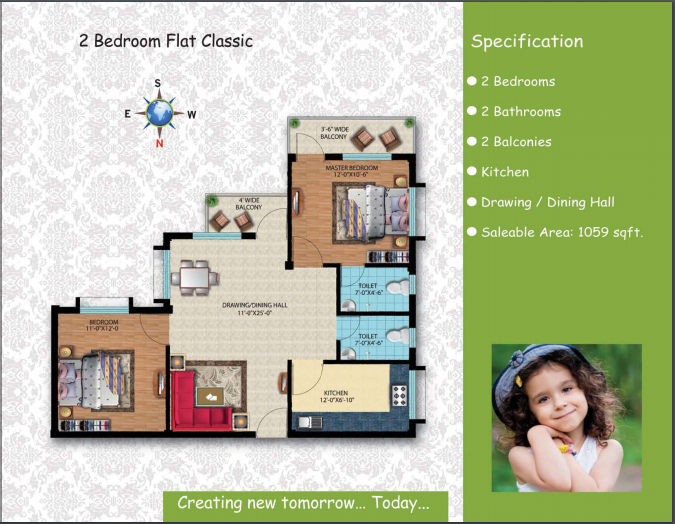 2 Bedroom Flat Classic
S
E W
N
3'-6" WIDE
BALCONY
MASTER BEDROOM
12'-0"X10'-6"
4' WIDE
BALCONY
TOILET
7'-0"X4'-6"
DRAWING/DINING HALL
11'-0"X25'-0"
BEDROOM
11'-0"X12'-0
TOILET
7'-0"X4'-6"
KITCHEN
12'-0"X6'-10"
Creating new tomorrow... Today...
Specification
2 Bedrooms
2 Bathrooms
2 Balconies
Kitchen
Drawing / Dining Hall
Saleable Area: 1059 sqft.